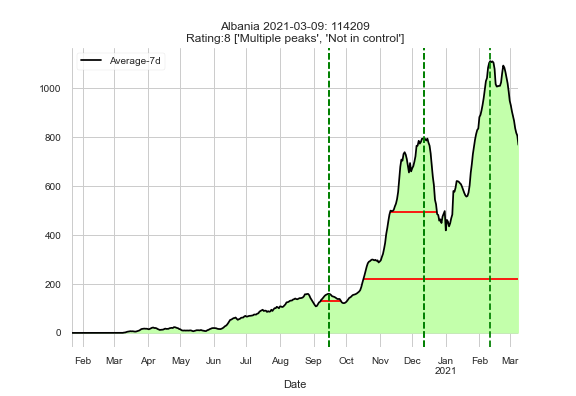 Albania 2021-03-09: 114209
Rating:8 ['Multiple peaks', 'Not in control']
Average-7d
1000
800
600
400
200
0
Feb Mar Apr May Jun Jul Aug Sep Oct Nov Dec Jan Feb Mar
2021
Date